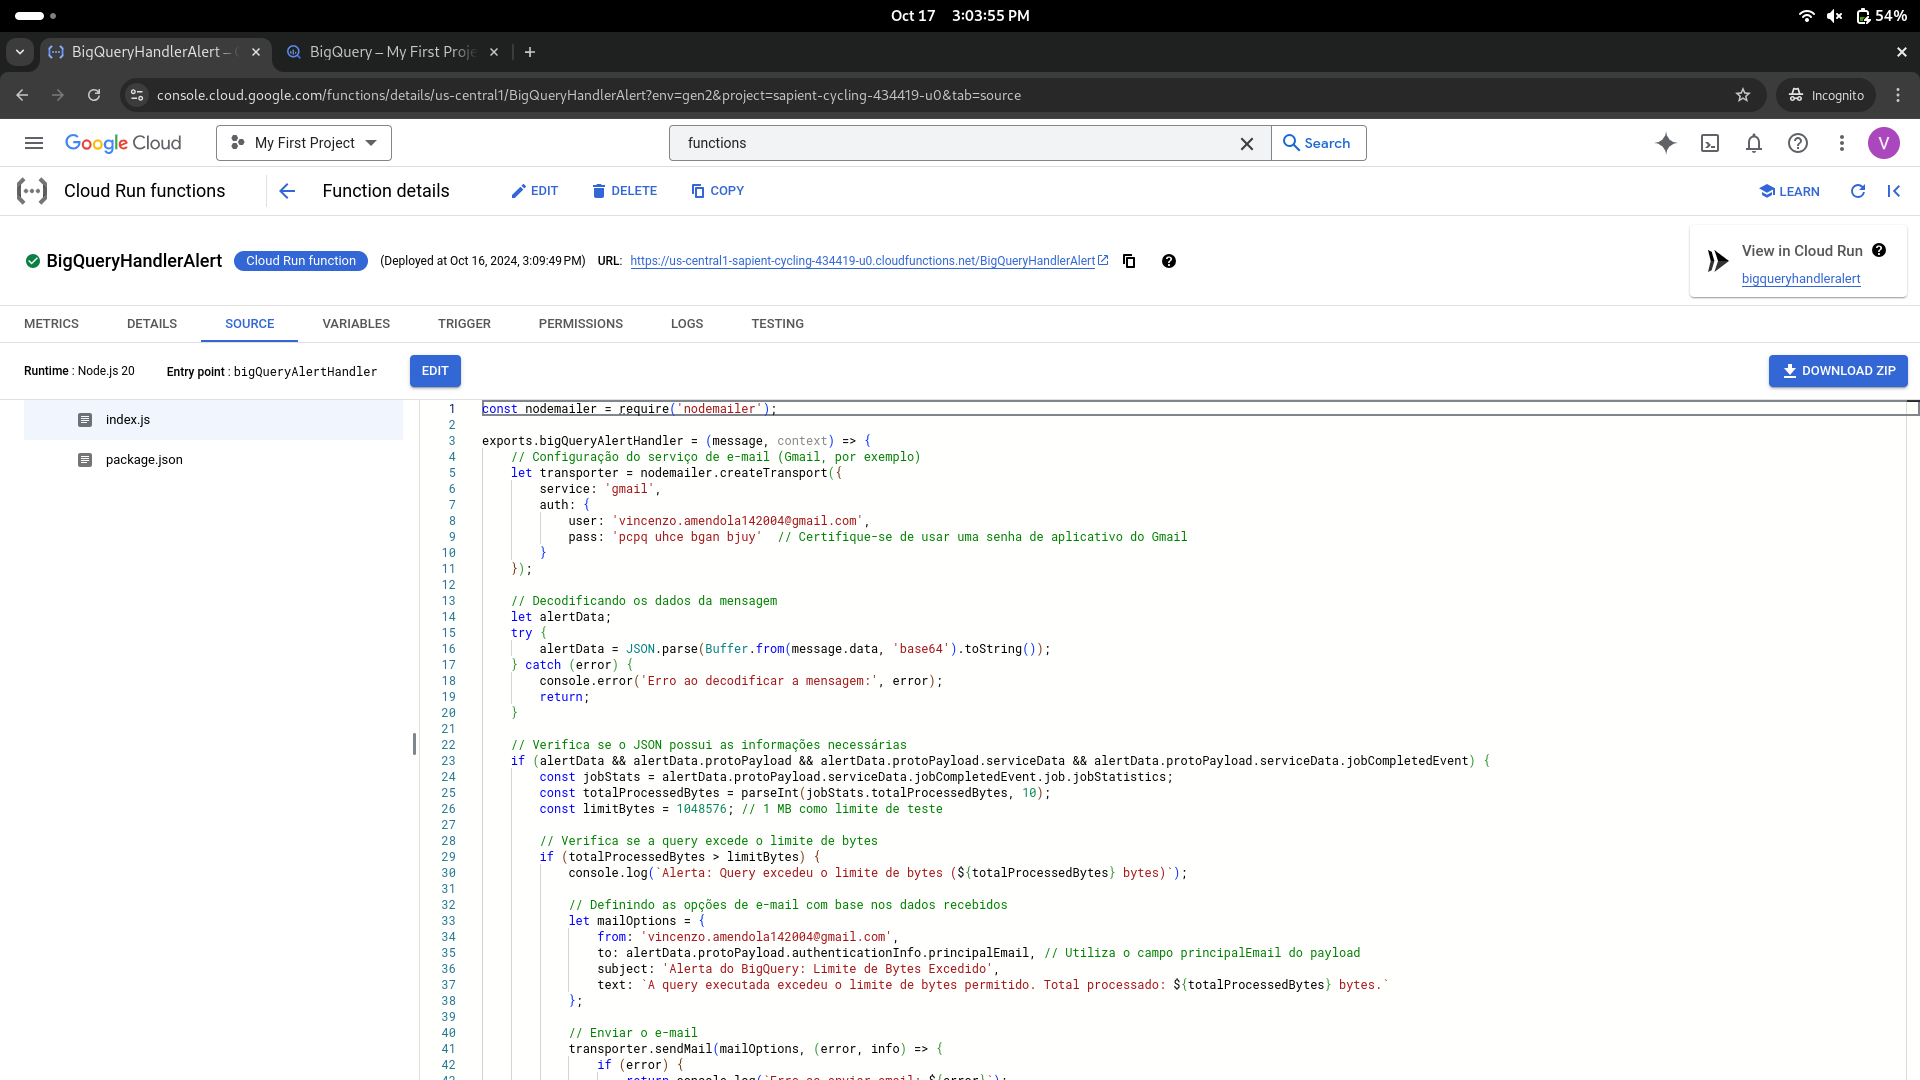 Oct 17 3:03:55 PM
54%
BigQueryHandlerAlert –
BigQuery – My First Proje
console.cloud.google.com/functions/details/us-central1/BigQueryHandlerAlert?env=gen2&project=sapient-cycling-434419-u0&tab=source
Incognito
Google Cloud
My First Project
functions
Search
V
Cloud Run functions
Function details
EDIT
DELETE
COPY
LEARN
BigQueryHandlerAlert
Cloud Run function
(Deployed at Oct 16, 2024, 3:09:49 PM)
URL: https://us-central1-sapient-cycling-434419-u0.cloudfunctions.net/BigQueryHandlerAlert
View in Cloud Run
bigqueryhandleralert
METRICS
DETAILS
SOURCE
VARIABLES
TRIGGER
PERMISSIONS
LOGS
TESTING
Runtime : Node.js 20
Entry point : bigQueryAlertHandler
EDIT
DOWNLOAD ZIP
index.js
package.json
1 const nodemailer = require('nodemailer');
2
3 exports.bigQueryAlertHandler = (message, context) => {
4 // Configuração do serviço de e-mail (Gmail, por exemplo)
5 let transporter = nodemailer.createTransport({
6 service: 'gmail',
7 auth: {
8 user: 'vincenzo.amendola142004@gmail.com',
9 pass: 'pcpq uhce bgan bjuy' // Certifique-se de usar uma senha de aplicativo do Gmail
10 }
11 });
12
13 // Decodificando os dados da mensagem
14 let alertData;
15 try {
16 alertData = JSON.parse(Buffer.from(message.data, 'base64').toString());
17 } catch (error) {
18 console.error('Erro ao decodificar a mensagem:', error);
19 return;
20 }
21
22 // Verifica se o JSON possui as informações necessárias
23 if (alertData && alertData.protoPayload && alertData.protoPayload.serviceData && alertData.protoPayload.serviceData.jobCompletedEvent) {
24 const jobStats = alertData.protoPayload.serviceData.jobCompletedEvent.job.jobStatistics;
25 const totalProcessedBytes = parseInt(jobStats.totalProcessedBytes, 10);
26 const limitBytes = 1048576; // 1 MB como limite de teste
27
28 // Verifica se a query excede o limite de bytes
29 if (totalProcessedBytes > limitBytes) {
30 console.log(`Alerta: Query excedeu o limite de bytes (${totalProcessedBytes} bytes)`);
31
32 // Definindo as opções de e-mail com base nos dados recebidos
33 let mailOptions = {
34 from: 'vincenzo.amendola142004@gmail.com',
35 to: alertData.protoPayload.authenticationInfo.principalEmail, // Utiliza o campo principalEmail do payload
36 subject: 'Alerta do BigQuery: Limite de Bytes Excedido',
37 text: `A query executada excedeu o limite de bytes permitido. Total processado: ${totalProcessedBytes} bytes.`
38 };
39
40 // Enviar o e-mail
41 transporter.sendMail(mailOptions, (error, info) => {
42 if (error) {